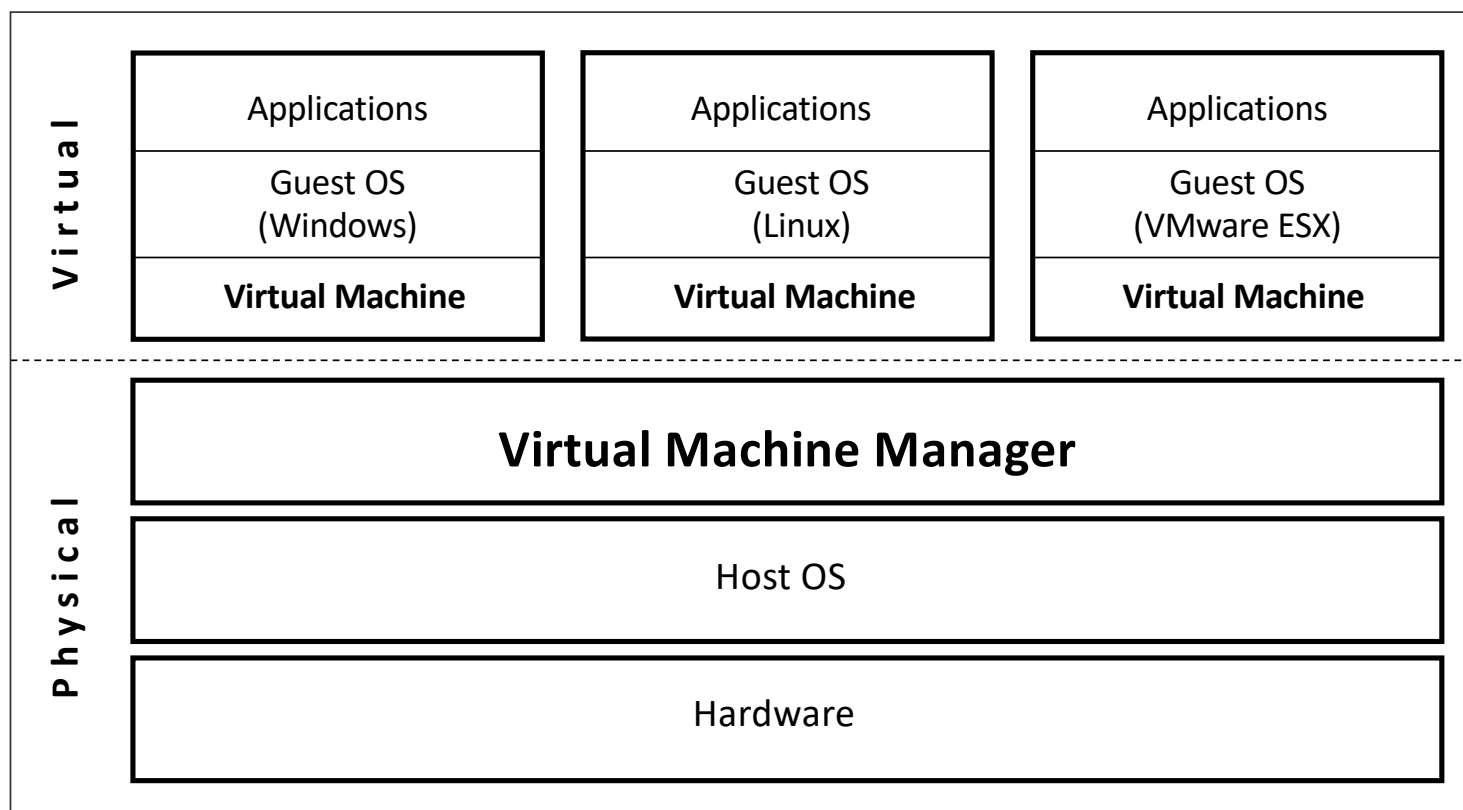 Virtual
Applications
Guest OS
(Windows)
Virtual Machine
Applications
Guest OS
(Linux)
Virtual Machine
Applications
Guest OS
(VMware ESX)
Virtual Machine
Physical
Virtual Machine Manager
Host OS
Hardware